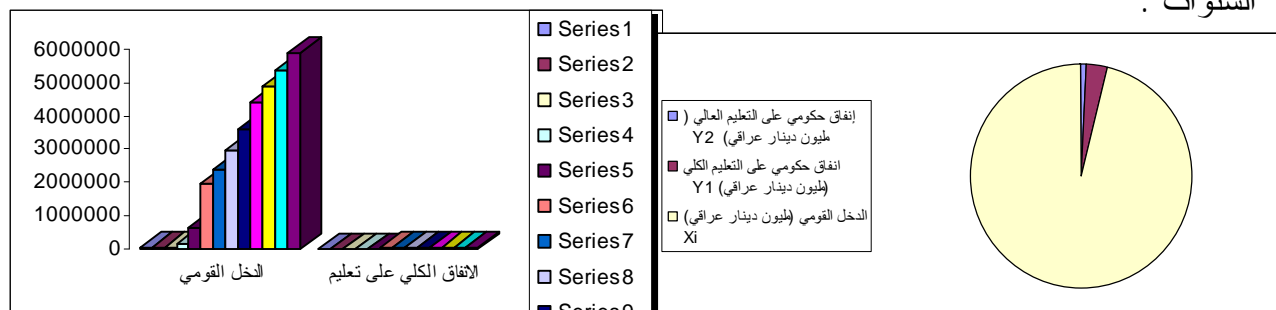 السنوات .
6000000
5000000
4000000
3000000
2000000
1000000
0
الدخل القومي
الانفاق الكلي على تعليم
Series1
Series2
Series3
Series4
Series5
Series6
Series7
Series8
إنفاق حكومي على التعليم العالي (
مليون دينار عراقي) Y2
انفاق حكومي على التعليم الكلي
(مليون دينار عراقي) Y1
الدخل القومي (مليون دينار عراقي)
Xi